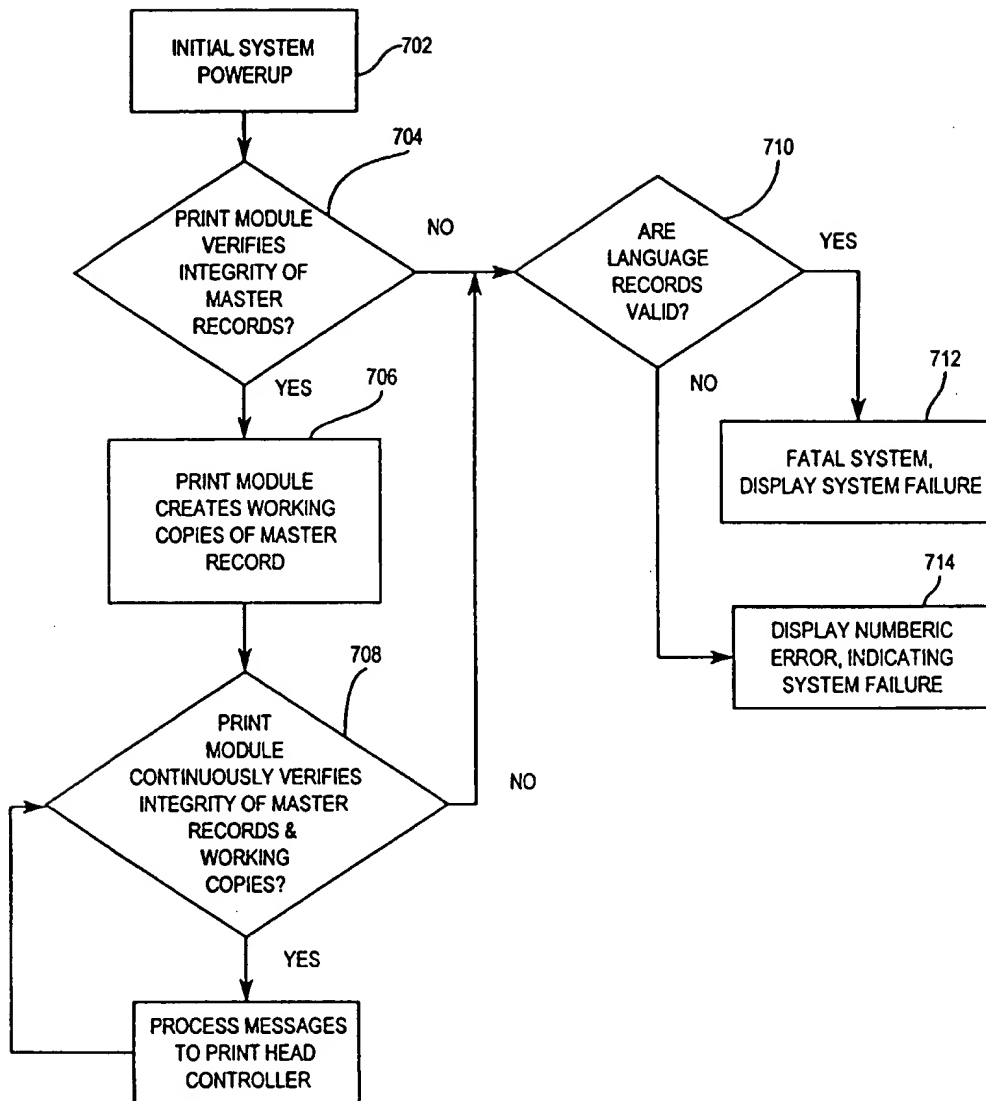 INITIAL SYSTEM
POWERUP
702
704
PRINT MODULE
VERIFIES
INTEGRITY OF
MASTER
RECORDS?
NO
YES
706
PRINT MODULE
CREATES WORKING
COPIES OF MASTER
RECORD
708
PRINT
MODULE
CONTINUOUSLY VERIFIES
INTEGRITY OF MASTER
RECORDS &
WORKING
COPIES?
NO
YES
PROCESS MESSAGES
TO PRINT HEAD
CONTROLLER
710
ARE
LANGUAGE
RECORDS
VALID?
YES
NO
712
FATAL SYSTEM,
DISPLAY SYSTEM FAILURE
714
DISPLAY NUMBERIC
ERROR, INDICATING
SYSTEM FAILURE